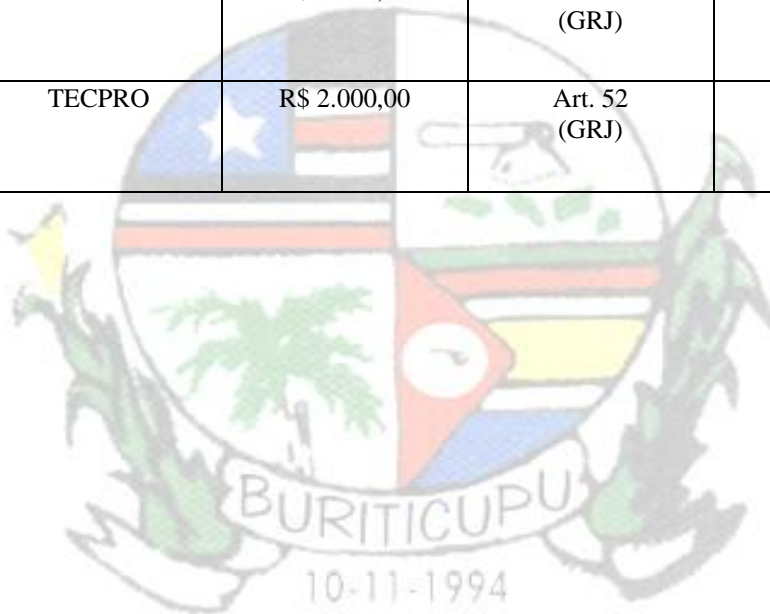 (GRJ)
TECPRO R$ 2.000,00 Art. 52
(GRJ)
BURITICUPU
10-11-1994